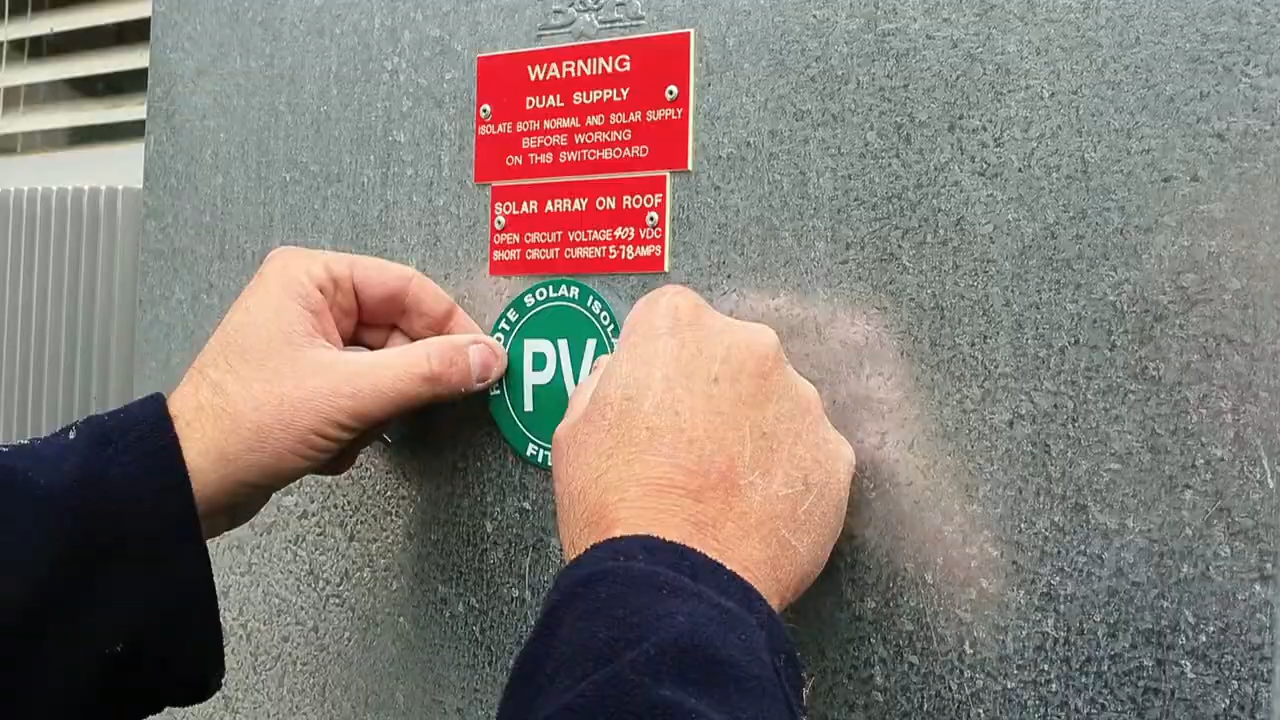 B&R
WARNING
DUAL SUPPLY
ISOLATE BOTH NORMAL AND SOLAR SUPPLY
BEFORE WORKING
ON THIS SWITCHBOARD
SOLAR ARRAY ON ROOF
OPEN CIRCUIT VOLTAGE 403 VDC
SHORT CIRCUIT CURRENT 5.78 AMPS
SOLAR
PV